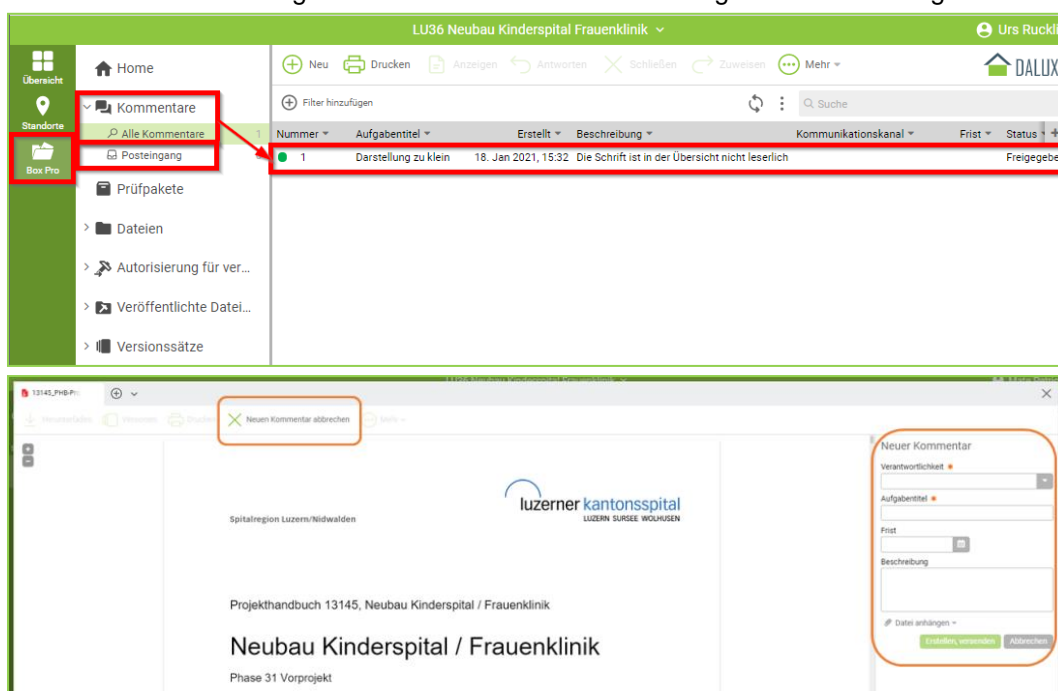 LU36 Neubau Kinderspital Frauenklinik
Urs Ruckli
Übersicht
Standorte
Box Pro
Home
Kommentare
Alle Kommentare 1
Posteingang
Prüfpakete
Dateien
Autorisierung für ver...
Veröffentlichte Datei...
Versionssätze
Neu Drucken Anzeigen Antworten Schließen Zuweisen Mehr
DALUX
Filter hinzufügen
Suche
Nummer Aufgabentitel Erstellt Beschreibung Kommunikationskanal Frist Status
1 Darstellung zu klein 18. Jan 2021, 15:32 Die Schrift ist in der Übersicht nicht leserlich Freigegebe
13145_PHB-Pr
Drucken Neuen Kommentar abbrechen Mehr
luzerner kantonsspital
LUZERN SURSEE WOLHUSEN
Spitalregion Luzern/Nidwalden
Projekthandbuch 13145, Neubau Kinderspital / Frauenklinik
Neubau Kinderspital / Frauenklinik
Phase 31 Vorprojekt
Neuer Kommentar
Verantwortlichkeit
Aufgabentitel
Frist
Beschreibung
Datei anhängen
Erstellen, versenden Abbrechen